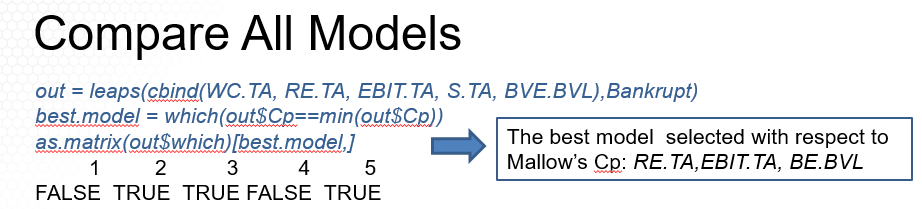 Compare All Models
out = leaps(cbind(WC.TA, RE.TA, EBIT.TA, S.TA, BVE.BVL),Bankrupt)
best.model = which(out$Cp==min(out$Cp))
as.matrix(out$which)[best.model,]
1 2 3 4 5
FALSE TRUE TRUE FALSE TRUE
The best model selected with respect to
Mallow's Cp: RE.TA,EBIT.TA, BE.BVL